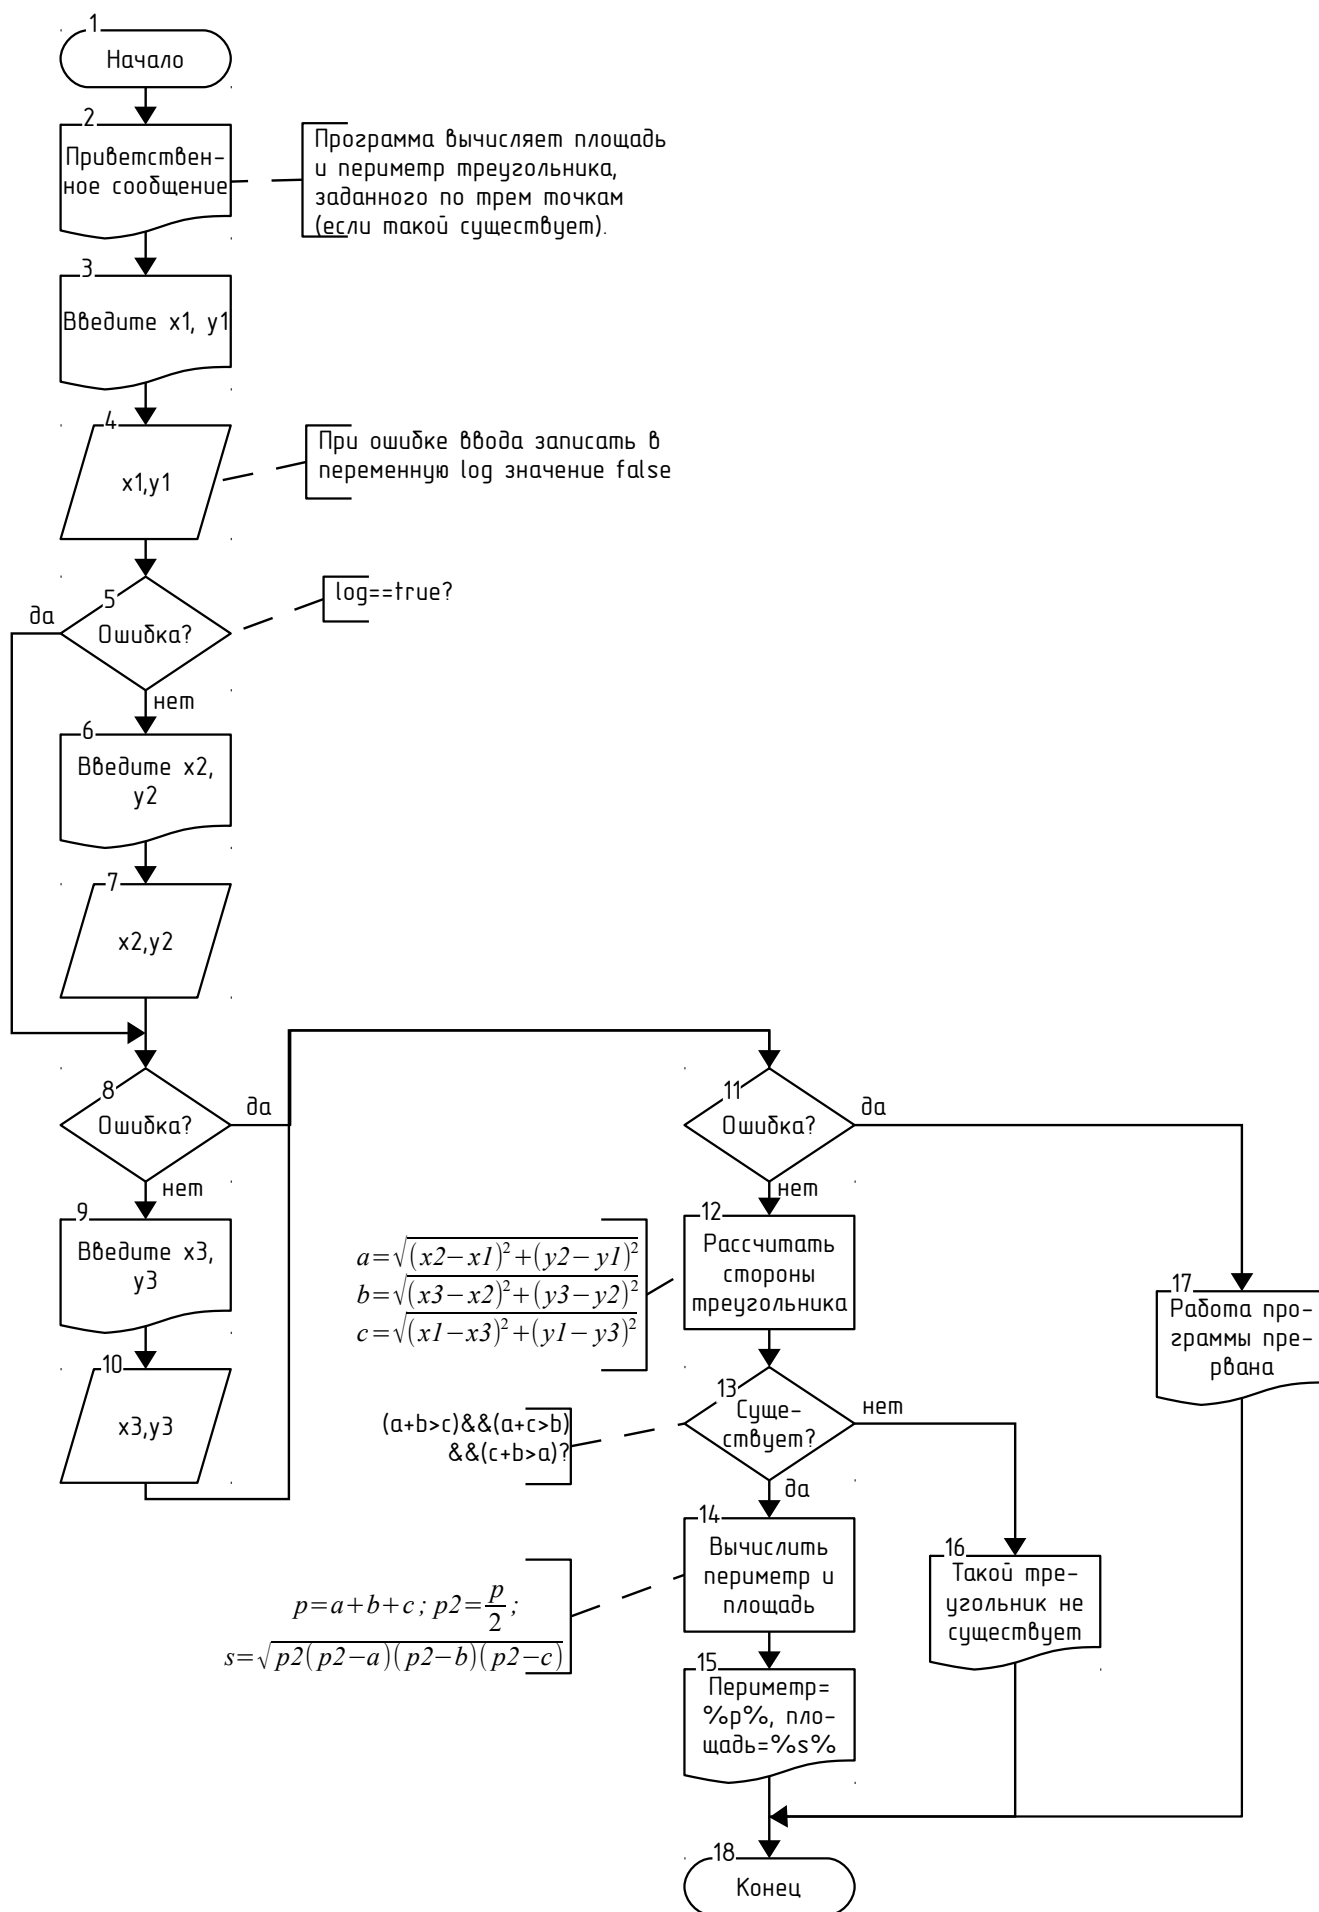 1
Начало
2
Приветствен-
ное сообщение
Программа вычисляет площадь
и периметр треугольника,
заданного по трем точкам
(если такой существует).
3
Введите x1, y1
4
x1,y1
При ошибке ввода записать в
переменную log значение false
5
Ошибка?
log==true?
да
нет
6
Введите x2,
y2
7
x2,y2
8
Ошибка?
да
нет
9
Введите x3,
y3
10
x3,y3
11
Ошибка?
да
нет
12
Рассчитать
стороны
треугольника
a=√(x2−x1)²+(y2−y1)²
b=√(x3−x2)²+(y3−y2)²
c=√(x1−x3)²+(y1−y3)²
13
Суще-
ствует?
(a+b>c)&&(a+c>b)
&&(c+b>a)?
нет
да
14
Вычислить
периметр и
площадь
p=a+b+c; p2=p/2;
s=√p2(p2−a)(p2−b)(p2−c)
15
Периметр=
%p%, пло-
щадь=%s%
16
Такой тре-
угольник не
существует
17
Работа про-
граммы пре-
рвана
18
Конец